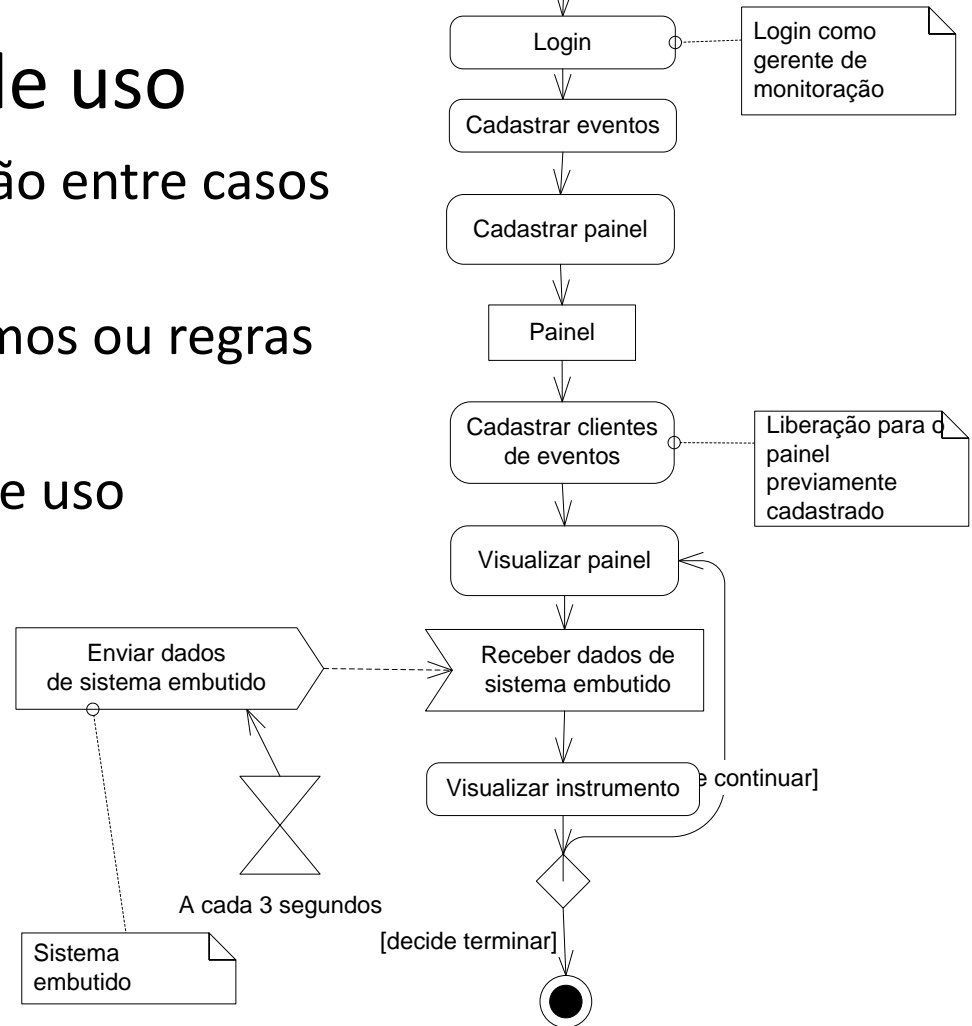 de uso
ão entre casos
mos ou regras
e uso
Login
Login como
gerente de
monitoração
Cadastrar eventos
Cadastrar painel
Painel
Cadastrar clientes
de eventos
Liberação para o
painel
previamente
cadastrado
Visualizar painel
Enviar dados
de sistema embutido
Receber dados de
sistema embutido
Visualizar instrumento
e continuar]
A cada 3 segundos
[decide terminar]
Sistema
embutido